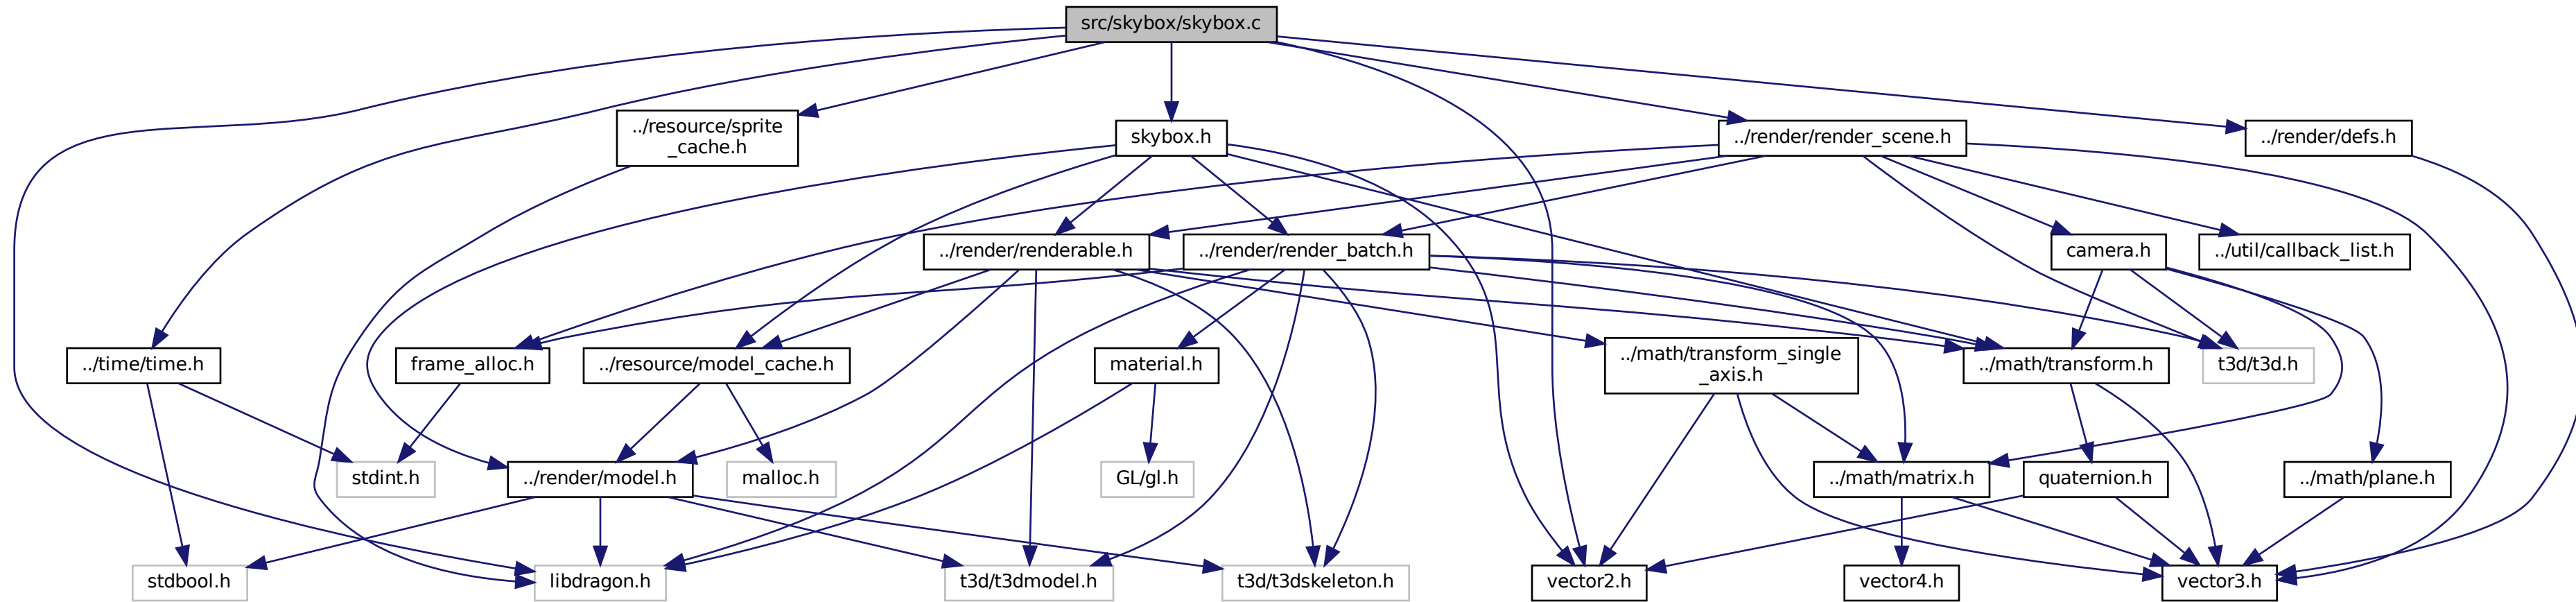 src/skybox/skybox.c
../resource/sprite
_cache.h
skybox.h
../render/render_scene.h
../render/defs.h
../render/renderable.h
../render/render_batch.h
camera.h
../util/callback_list.h
../time/time.h
frame_alloc.h
../resource/model_cache.h
material.h
../math/transform_single
_axis.h
../math/transform.h
t3d/t3d.h
stdint.h
../render/model.h
malloc.h
GL/gl.h
../math/matrix.h
quaternion.h
../math/plane.h
stdbool.h
libdragon.h
t3d/t3dmodel.h
t3d/t3dskeleton.h
vector2.h
vector4.h
vector3.h